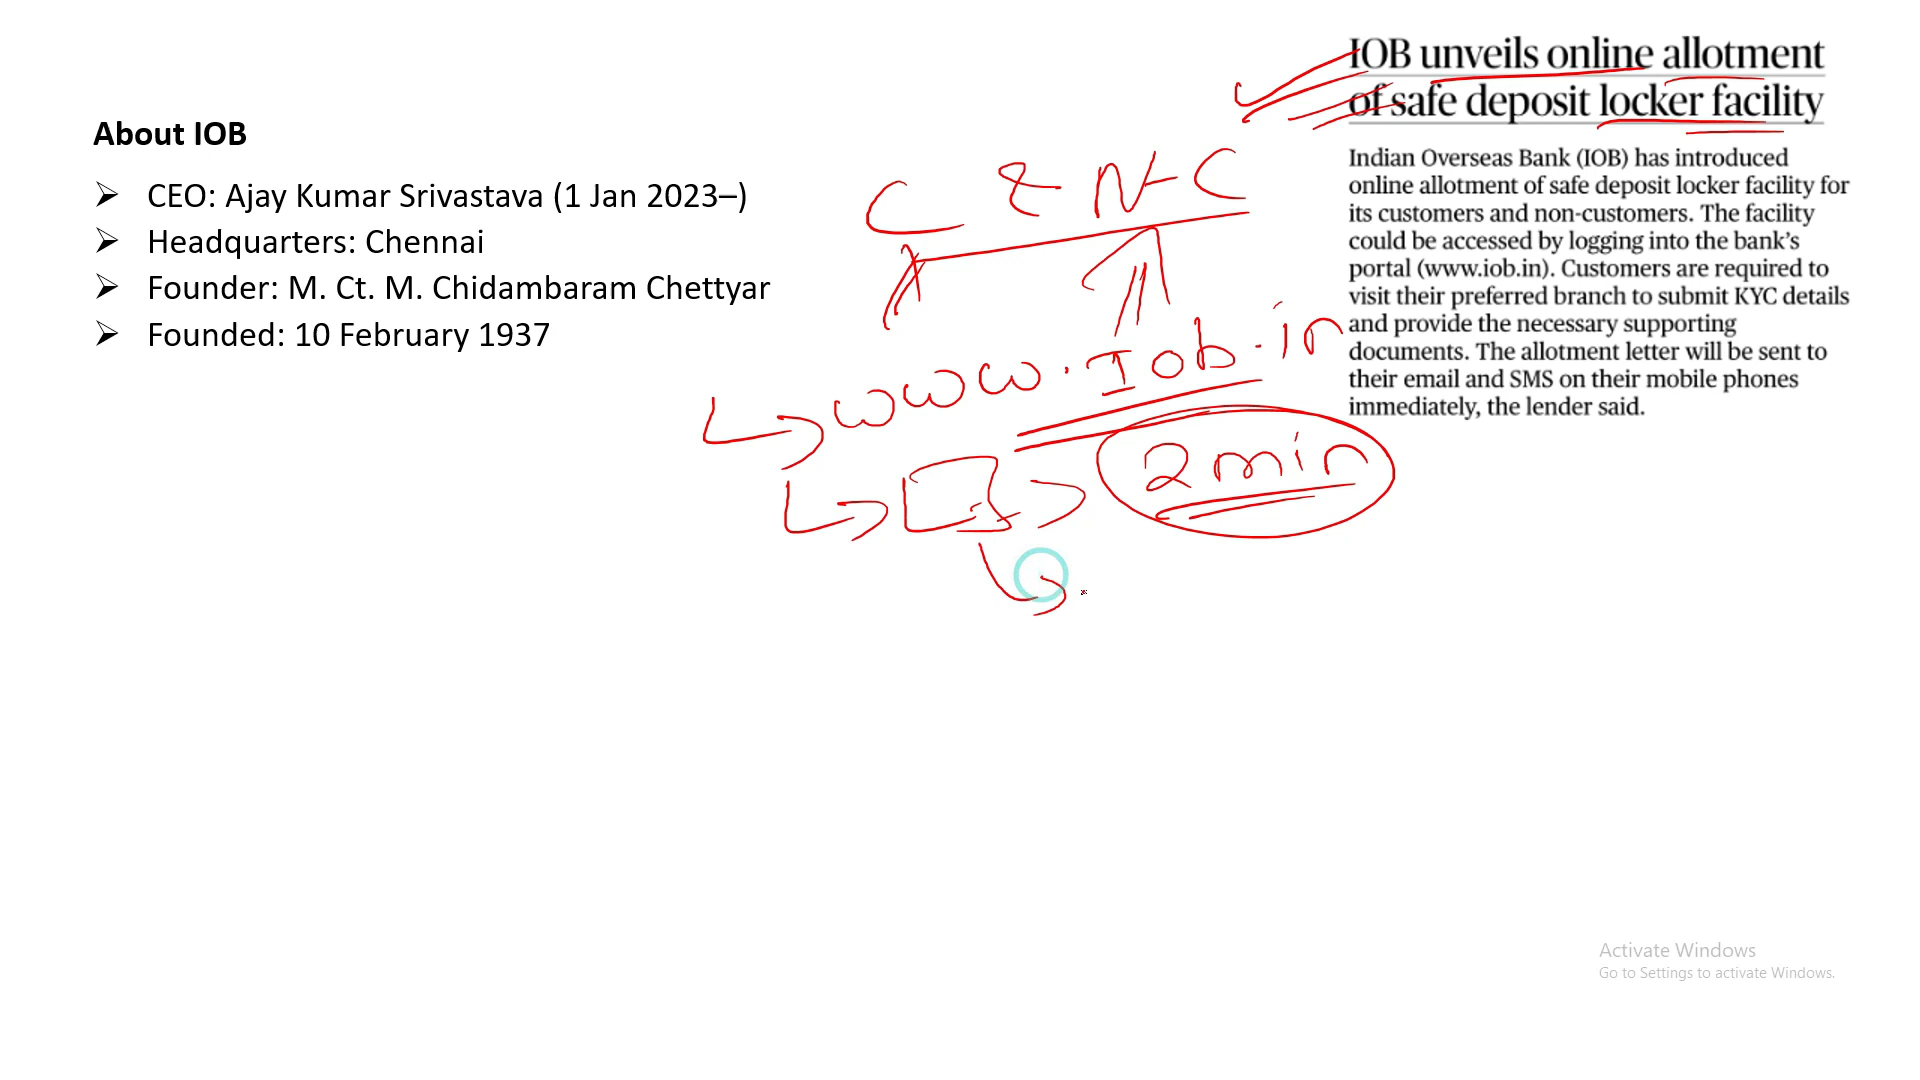 About IOB
➢ CEO: Ajay Kumar Srivastava (1 Jan 2023–)
➢ Headquarters: Chennai
➢ Founder: M. Ct. M. Chidambaram Chettyar
➢ Founded: 10 February 1937
IOB unveils online allotment
of safe deposit locker facility
Indian Overseas Bank (IOB) has introduced
online allotment of safe deposit locker facility for
its customers and non-customers. The facility
could be accessed by logging into the bank's
portal (www.iob.in). Customers are required to
visit their preferred branch to submit KYC details
and provide the necessary supporting
documents. The allotment letter will be sent to
their email and SMS on their mobile phones
immediately, the lender said.
C & N-C
www.Iob.in
2 min
Activate Windows
Go to Settings to activate Windows.